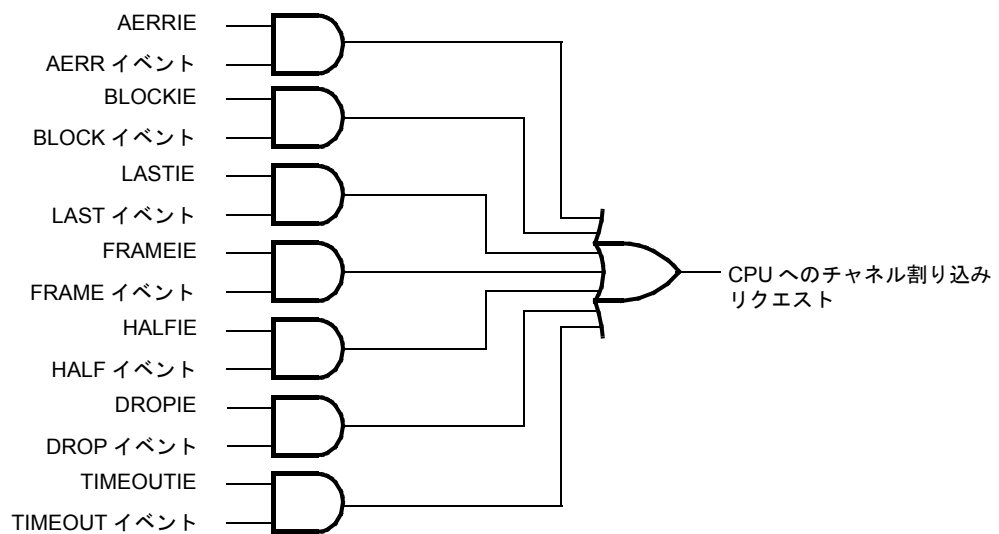 AERRIE
AERR イベント
BLOCKIE
BLOCK イベント
LASTIE
LAST イベント
FRAMEIE
FRAME イベント
HALFIE
HALF イベント
DROPIE
DROP イベント
TIMEOUTIE
TIMEOUT イベント
CPU へのチャネル割り込み
リクエスト